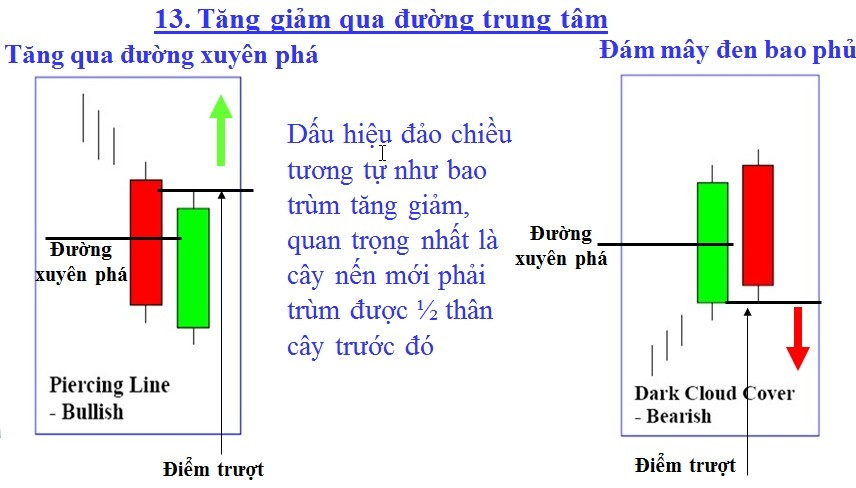 13. Tăng giảm qua đường trung tâm
Tăng qua đường xuyên phá
Đám mây đen bao phủ
Dấu hiệu đảo chiều
tương tự như bao
trùm tăng giảm,
quan trọng nhất là
cây nến mới phải
trùm được ½ thân
cây trước đó
Đường
xuyên phá
Piercing Line
- Bullish
Điểm trượt
Đường
xuyên phá
Dark Cloud Cover
- Bearish
Điểm trượt